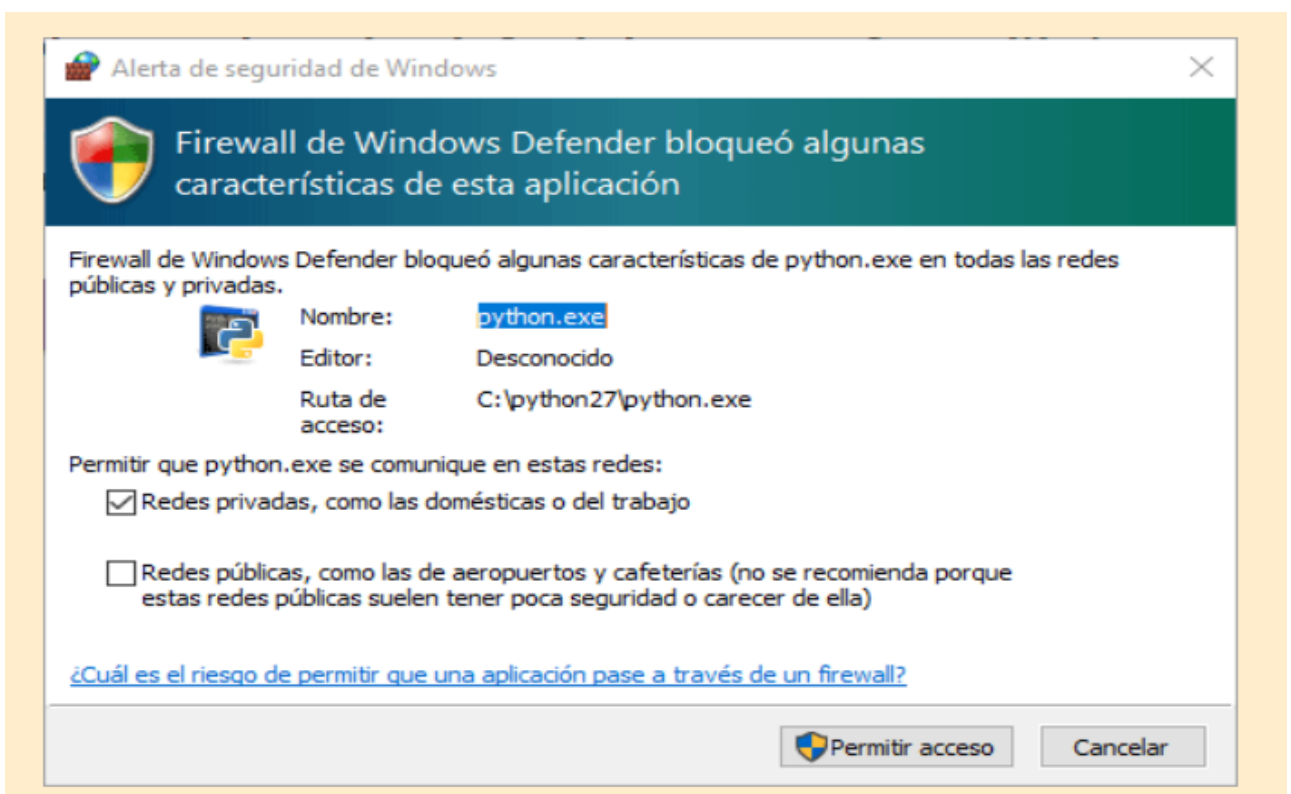 Alerta de seguridad de Windows
Firewall de Windows Defender bloqueó algunas
características de esta aplicación
Firewall de Windows Defender bloqueó algunas características de python.exe en todas las redes
públicas y privadas.
Nombre: python.exe
Editor: Desconocido
Ruta de acceso: C:\python27\python.exe
Permitir que python.exe se comunique en estas redes:
Redes privadas, como las domésticas o del trabajo
Redes públicas, como las de aeropuertos y cafeterías (no se recomienda porque
estas redes públicas suelen tener poca seguridad o carecer de ella)
¿Cuál es el riesgo de permitir que una aplicación pase a través de un firewall?
Permitir acceso Cancelar